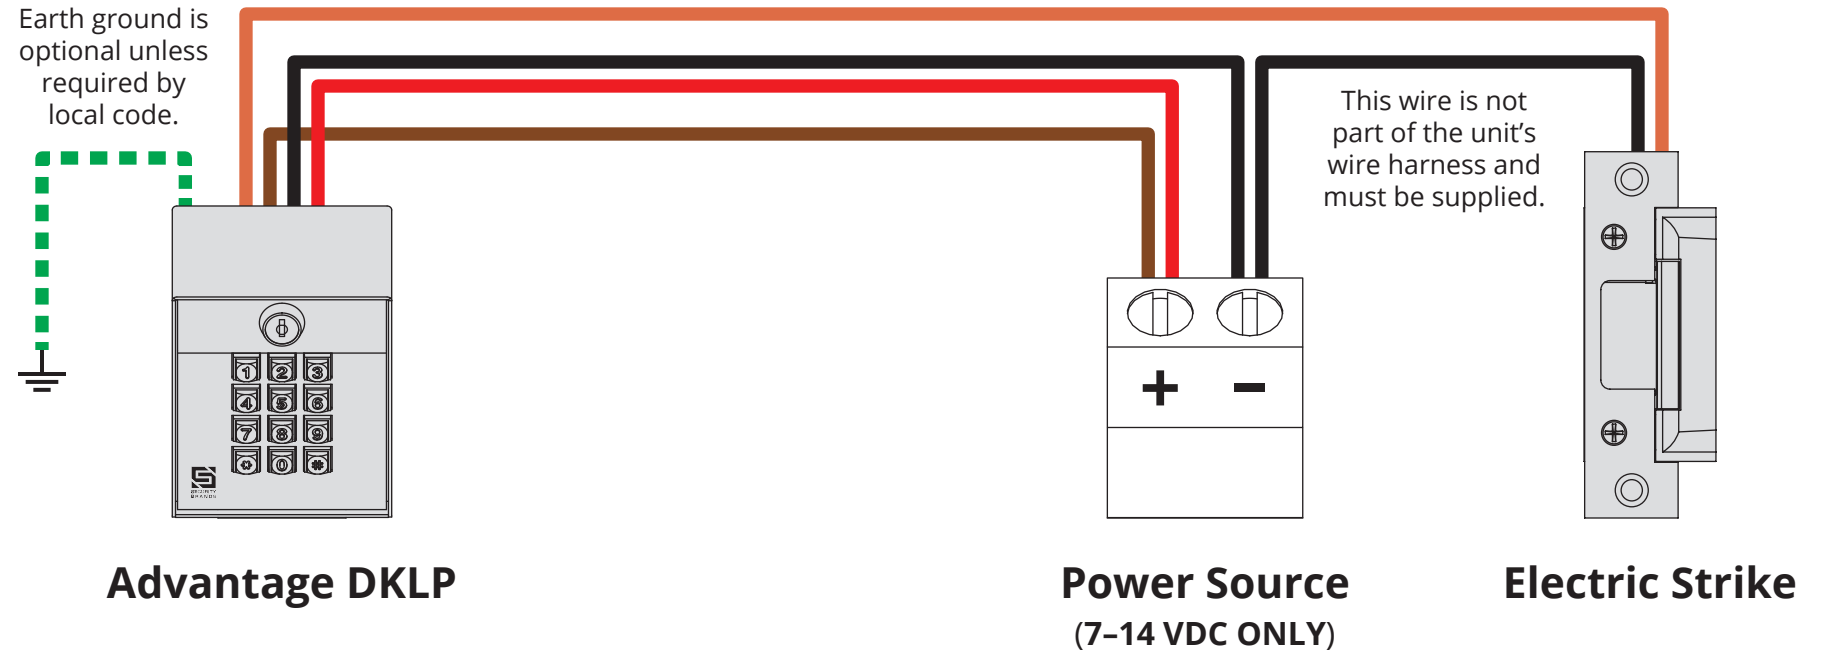 Earth ground is
optional unless
required by
local code.
This wire is not
part of the unit’s
wire harness and
must be supplied.
1 2 3
4 5 6
7 8 9
* 0 #
+ −
SECURITY
BRANDS
Advantage DKLP
Power Source
(7–14 VDC ONLY)
Electric Strike